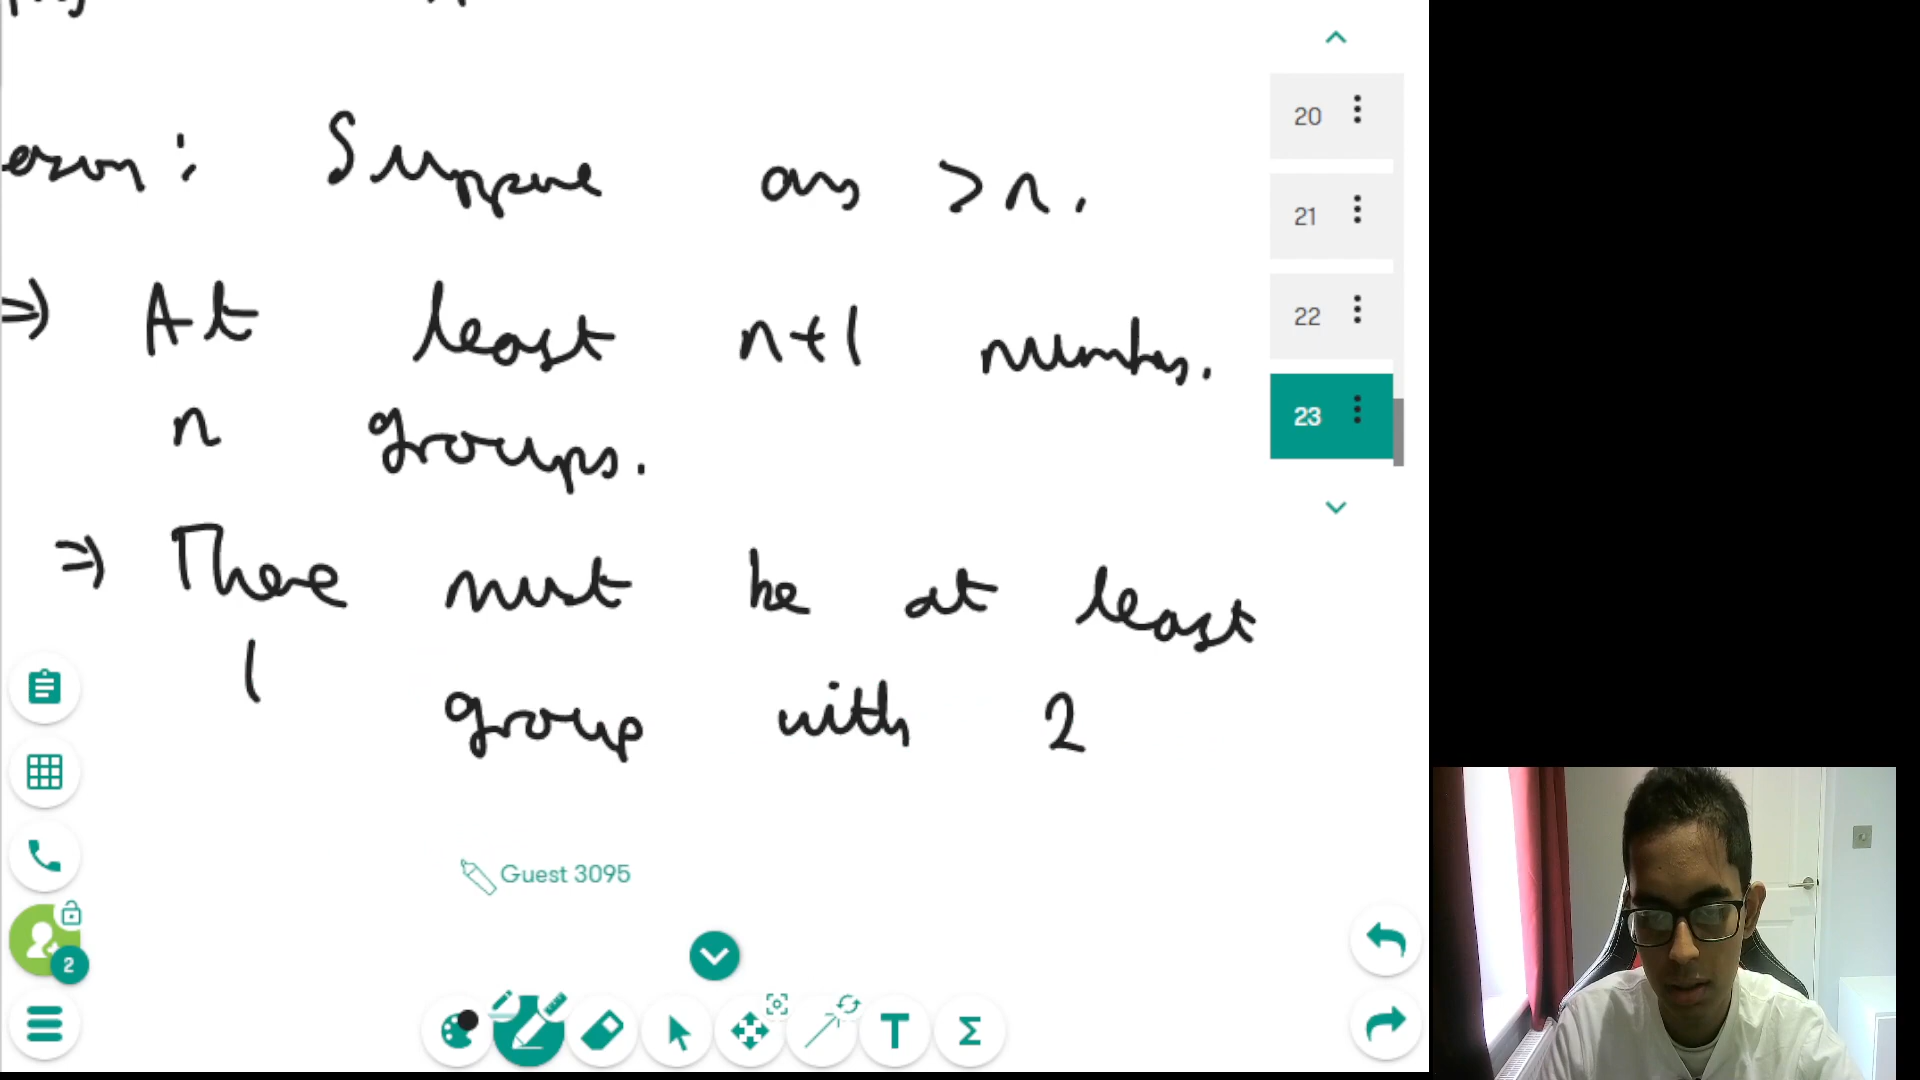 Suppose ans > n.
⇒) At least n+1 numbers.
n groups.
⇒) There must be at least
1 group with 2
20
21
22
23
Guest 3095
2
T
Σ